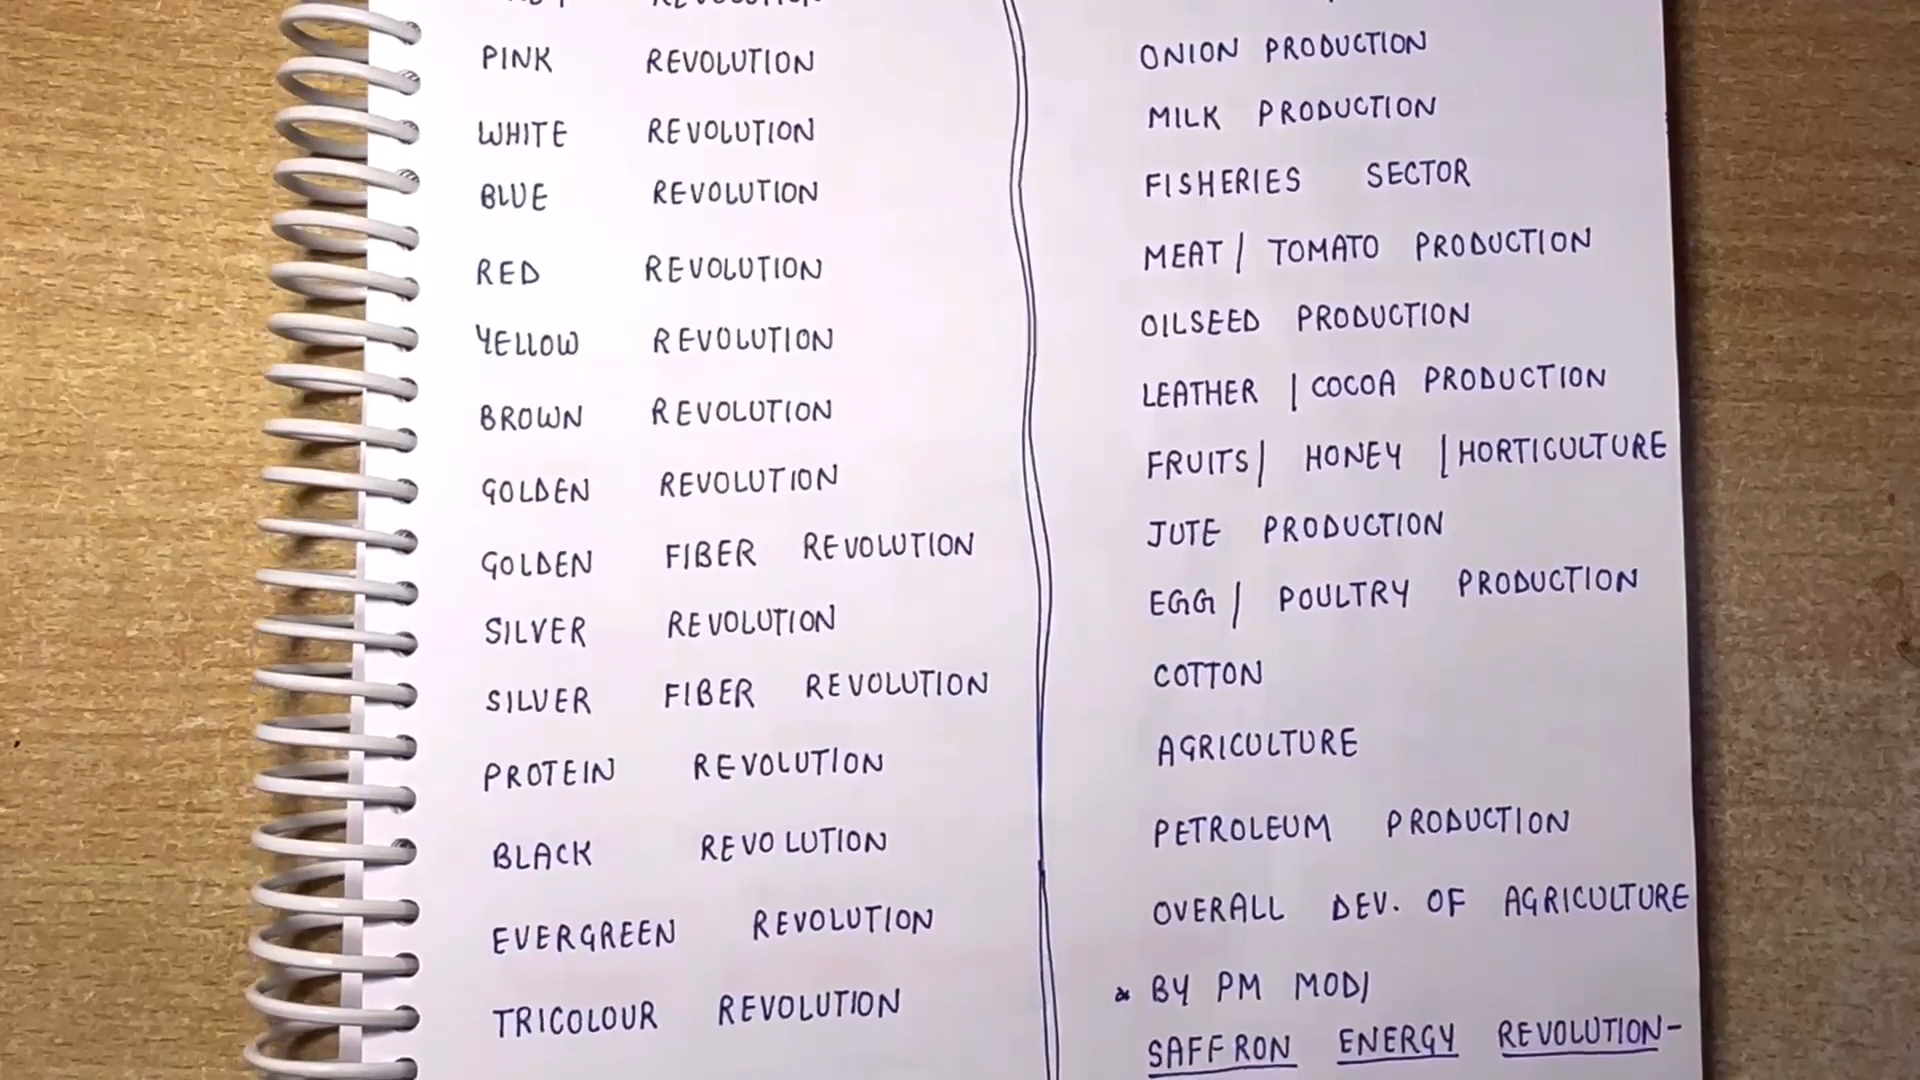 REVOLUTION
PINK REVOLUTION ONION PRODUCTION
WHITE REVOLUTION MILK PRODUCTION
BLUE REVOLUTION FISHERIES SECTOR
RED REVOLUTION MEAT / TOMATO PRODUCTION
YELLOW REVOLUTION OILSEED PRODUCTION
BROWN REVOLUTION LEATHER / COCOA PRODUCTION
GOLDEN REVOLUTION FRUITS / HONEY / HORTICULTURE
GOLDEN FIBER REVOLUTION JUTE PRODUCTION
SILVER REVOLUTION EGG / POULTRY PRODUCTION
SILVER FIBER REVOLUTION COTTON
PROTEIN REVOLUTION AGRICULTURE
BLACK REVOLUTION PETROLEUM PRODUCTION
EVERGREEN REVOLUTION OVERALL DEV. OF AGRICULTURE
TRICOLOUR REVOLUTION * BY PM MODI
SAFFRON ENERGY REVOLUTION-